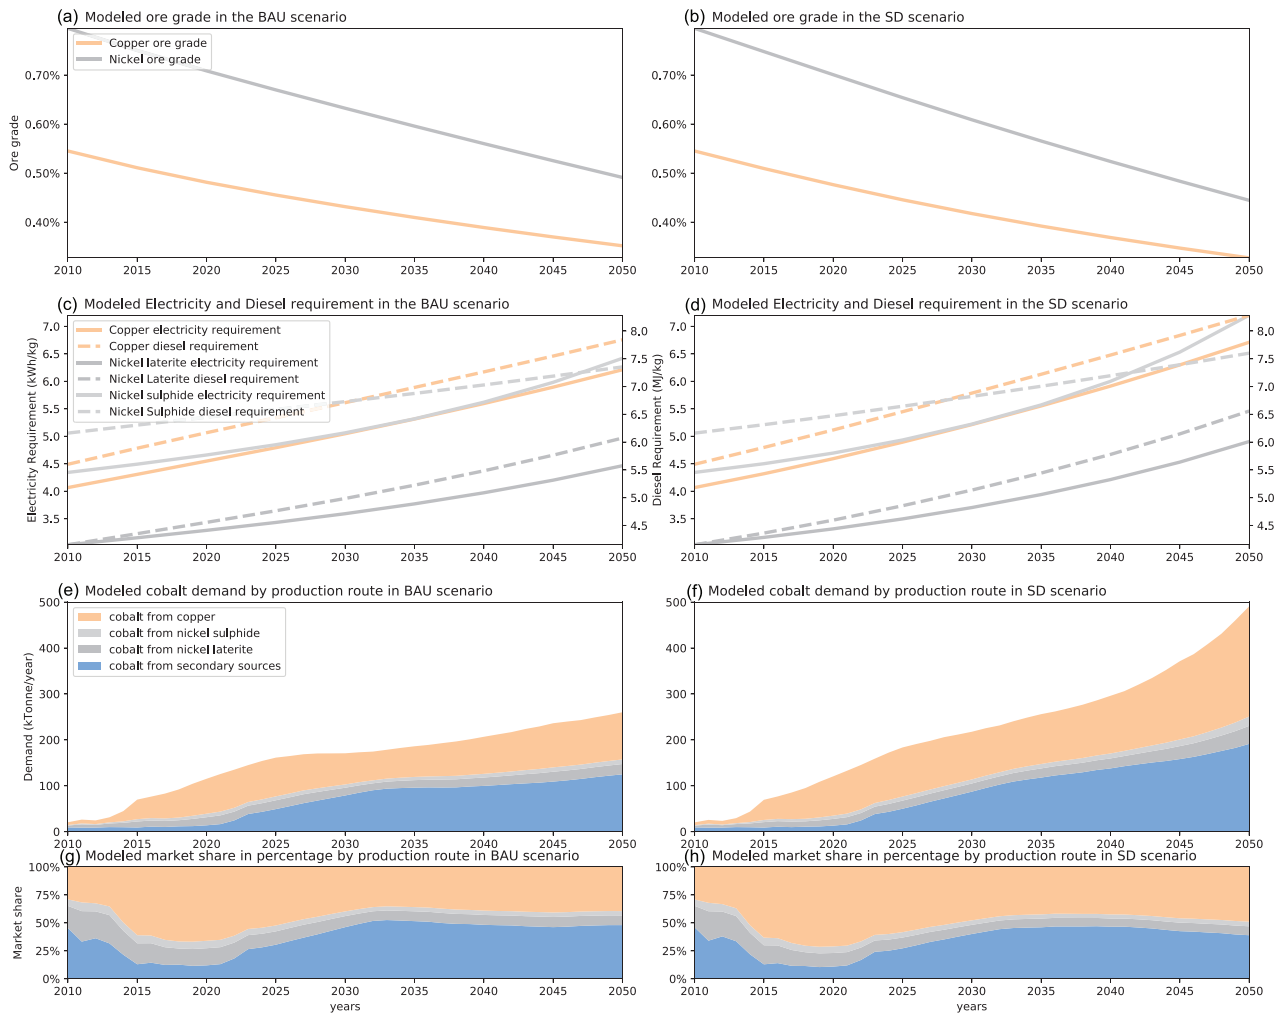 (a) Modeled ore grade in the BAU scenario
Copper ore grade
Nickel ore grade
0.70%
0.60%
0.50%
0.40%
Ore grade
2010 2015 2020 2025 2030 2035 2040 2045 2050
(b) Modeled ore grade in the SD scenario
0.70%
0.60%
0.50%
0.40%
2010 2015 2020 2025 2030 2035 2040 2045 2050
(c) Modeled Electricity and Diesel requirement in the BAU scenario
Copper electricity requirement
Copper diesel requirement
Nickel laterite electricity requirement
Nickel Laterite diesel requirement
Nickel sulphide electricity requirement
Nickel Sulphide diesel requirement
7.0
6.5
6.0
5.5
5.0
4.5
4.0
3.5
Electricity Requirement (kWh/kg)
8.0
7.5
7.0
6.5
6.0
5.5
5.0
4.5
Diesel Requirement (MJ/kg)
2010 2015 2020 2025 2030 2035 2040 2045 2050
(d) Modeled Electricity and Diesel requirement in the SD scenario
7.0
6.5
6.0
5.5
5.0
4.5
4.0
3.5
8.0
7.5
7.0
6.5
6.0
5.5
5.0
4.5
2010 2015 2020 2025 2030 2035 2040 2045 2050
(e) Modeled cobalt demand by production route in BAU scenario
cobalt from copper
cobalt from nickel sulphide
cobalt from nickel laterite
cobalt from secondary sources
500
400
300
200
100
0
Demand (kTonne/year)
2010 2015 2020 2025 2030 2035 2040 2045 2050
(f) Modeled cobalt demand by production route in SD scenario
500
400
300
200
100
0
2010 2015 2020 2025 2030 2035 2040 2045 2050
(g) Modeled market share in percentage by production route in BAU scenario
100%
75%
50%
25%
0%
Market share
2010 2015 2020 2025 2030 2035 2040 2045 2050
years
(h) Modeled market share in percentage by production route in SD scenario
100%
75%
50%
25%
0%
2010 2015 2020 2025 2030 2035 2040 2045 2050
years